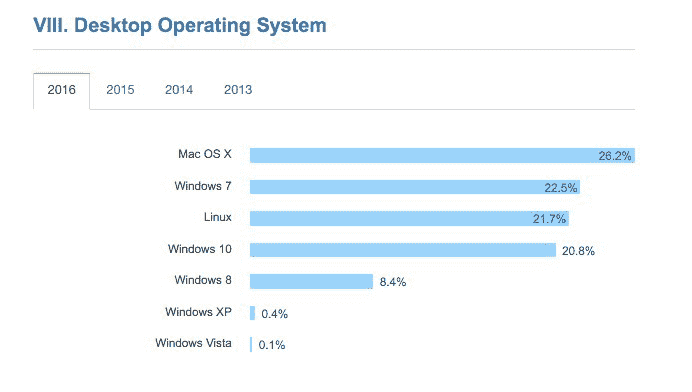 VIII. Desktop Operating System
2016 2015 2014 2013
Mac OS X 26.2%
Windows 7 22.5%
Linux 21.7%
Windows 10 20.8%
Windows 8 8.4%
Windows XP 0.4%
Windows Vista 0.1%